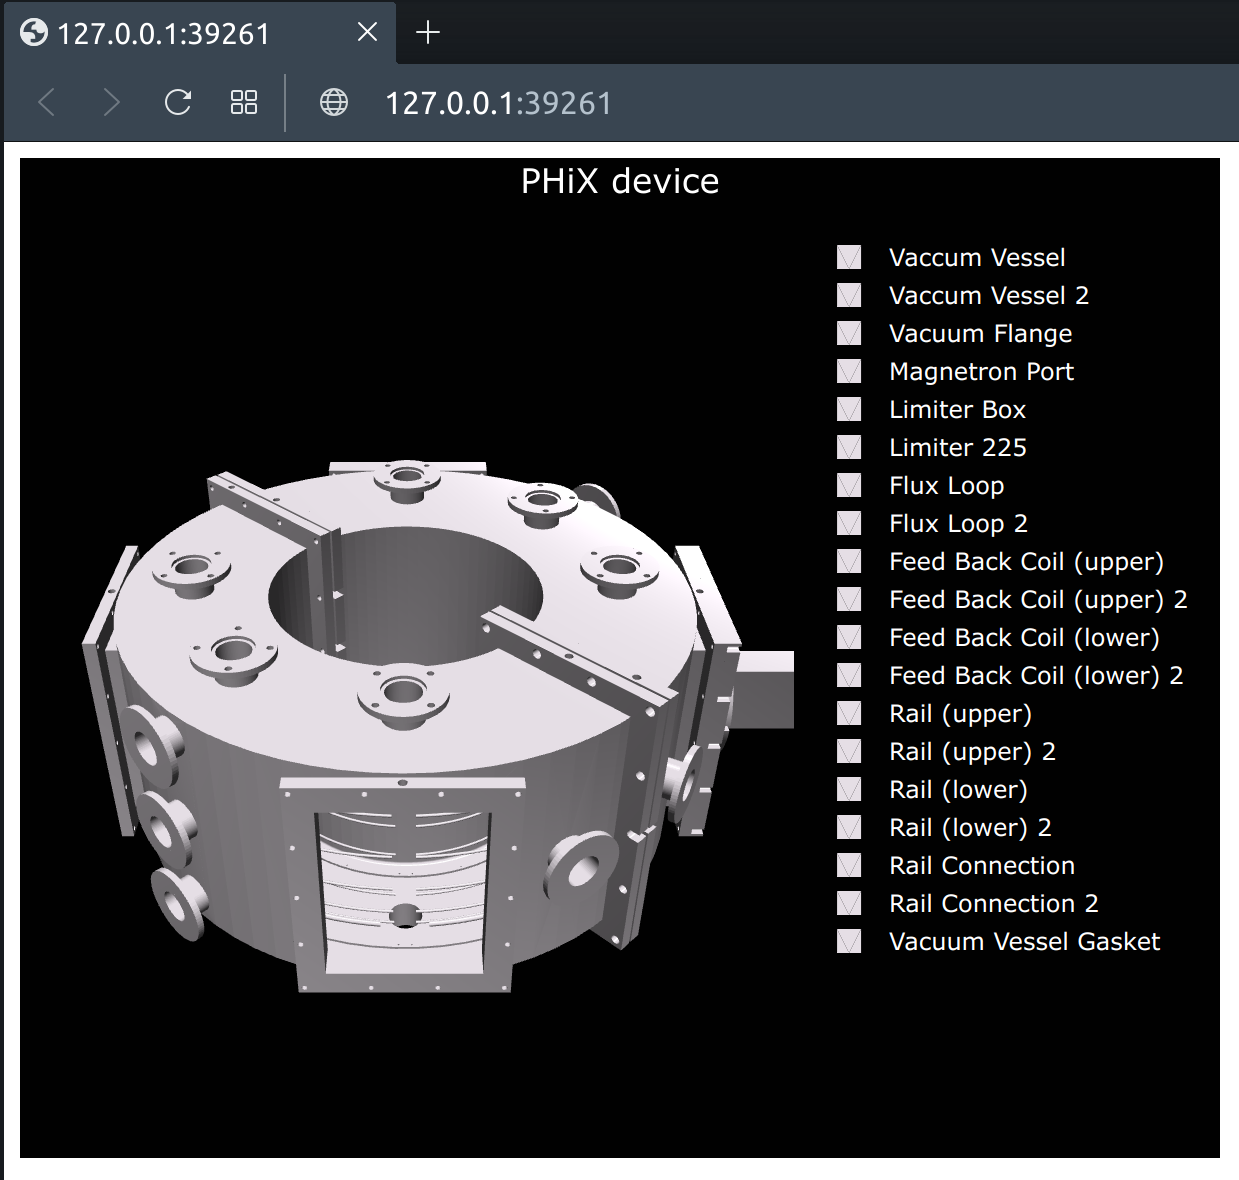 127.0.0.1:39261
127.0.0.1:39261
PHiX device
Vaccum Vessel
Vaccum Vessel 2
Vacuum Flange
Magnetron Port
Limiter Box
Limiter 225
Flux Loop
Flux Loop 2
Feed Back Coil (upper)
Feed Back Coil (upper) 2
Feed Back Coil (lower)
Feed Back Coil (lower) 2
Rail (upper)
Rail (upper) 2
Rail (lower)
Rail (lower) 2
Rail Connection
Rail Connection 2
Vacuum Vessel Gasket